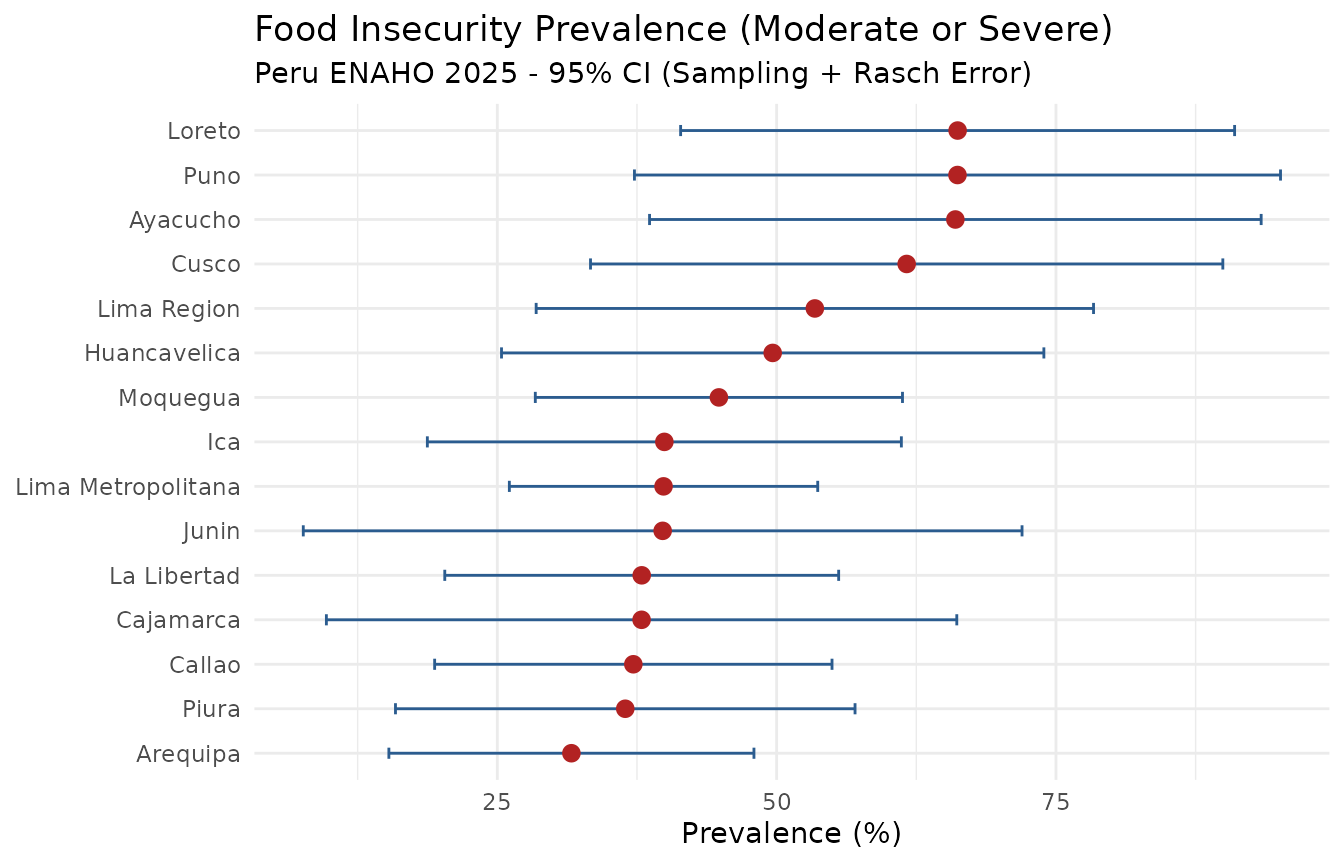 Food Insecurity Prevalence (Moderate or Severe)
Peru ENAHO 2025 - 95% CI (Sampling + Rasch Error)
Loreto
Puno
Ayacucho
Cusco
Lima Region
Huancavelica
Moquegua
Ica
Lima Metropolitana
Junin
La Libertad
Cajamarca
Callao
Piura
Arequipa
25 50 75
Prevalence (%)